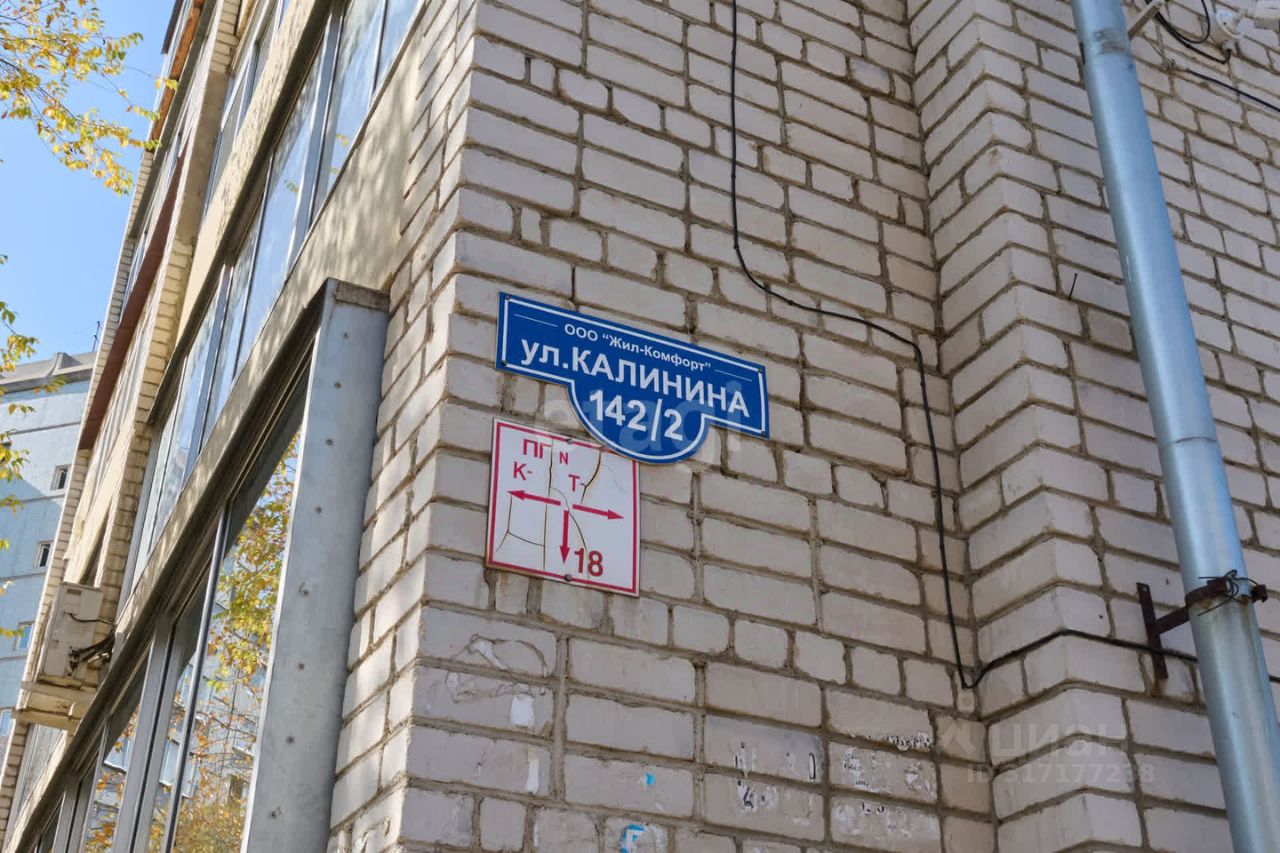 ООО "Жил-Комфорт"
ул.КАЛИНИНА
142/2
ПГ N
К-
Т-
18
циан
ID 317177238